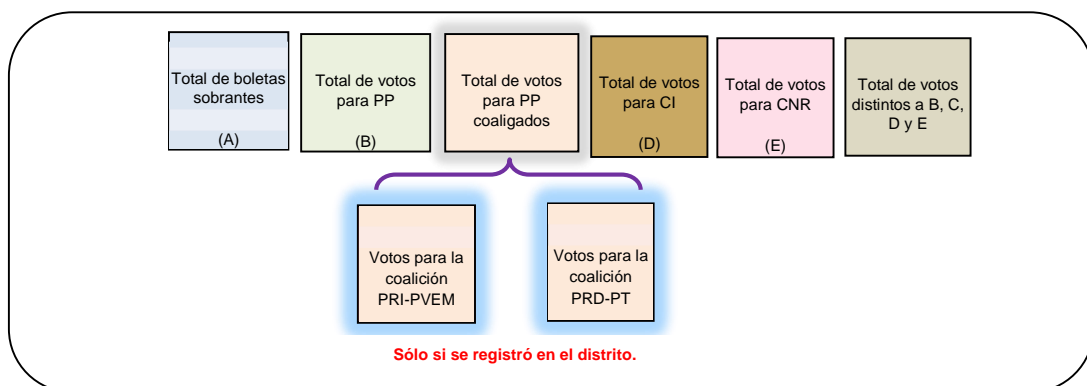 Total de boletas
sobrantes
(A)
Total de votos
para PP
(B)
Total de votos
para PP
coaligados
Total de votos
para CI
(D)
Total de votos
para CNR
(E)
Total de votos
distintos a B, C,
D y E
Votos para la
coalición
PRI-PVEM
Votos para la
coalición
PRD-PT
Sólo si se registró en el distrito.